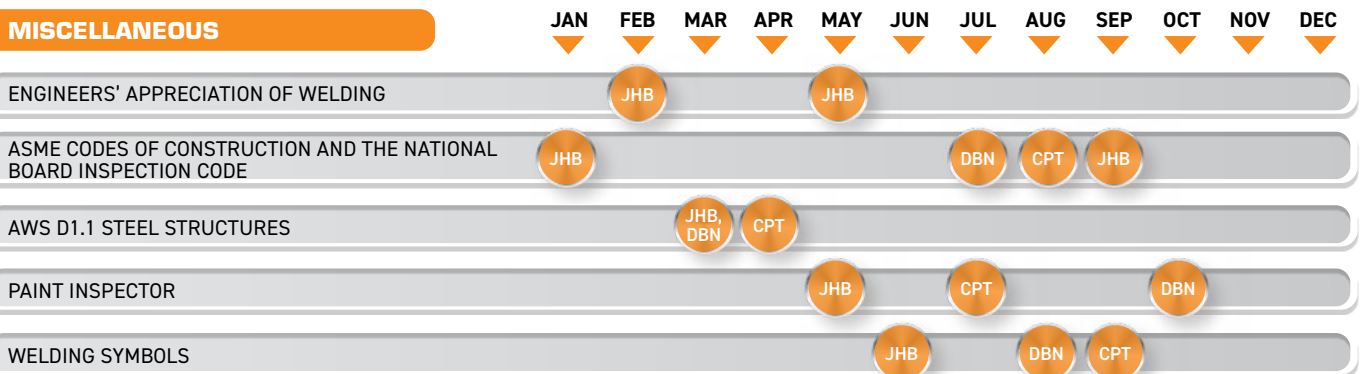 MISCELLANEOUS JAN FEB MAR APR MAY JUN JUL AUG SEP OCT NOV DEC
ENGINEERS' APPRECIATION OF WELDING JHB JHB
ASME CODES OF CONSTRUCTION AND THE NATIONAL
BOARD INSPECTION CODE JHB DBN CPT JHB
AWS D1.1 STEEL STRUCTURES JHB, DBN CPT
PAINT INSPECTOR JHB CPT DBN
WELDING SYMBOLS JHB DBN CPT